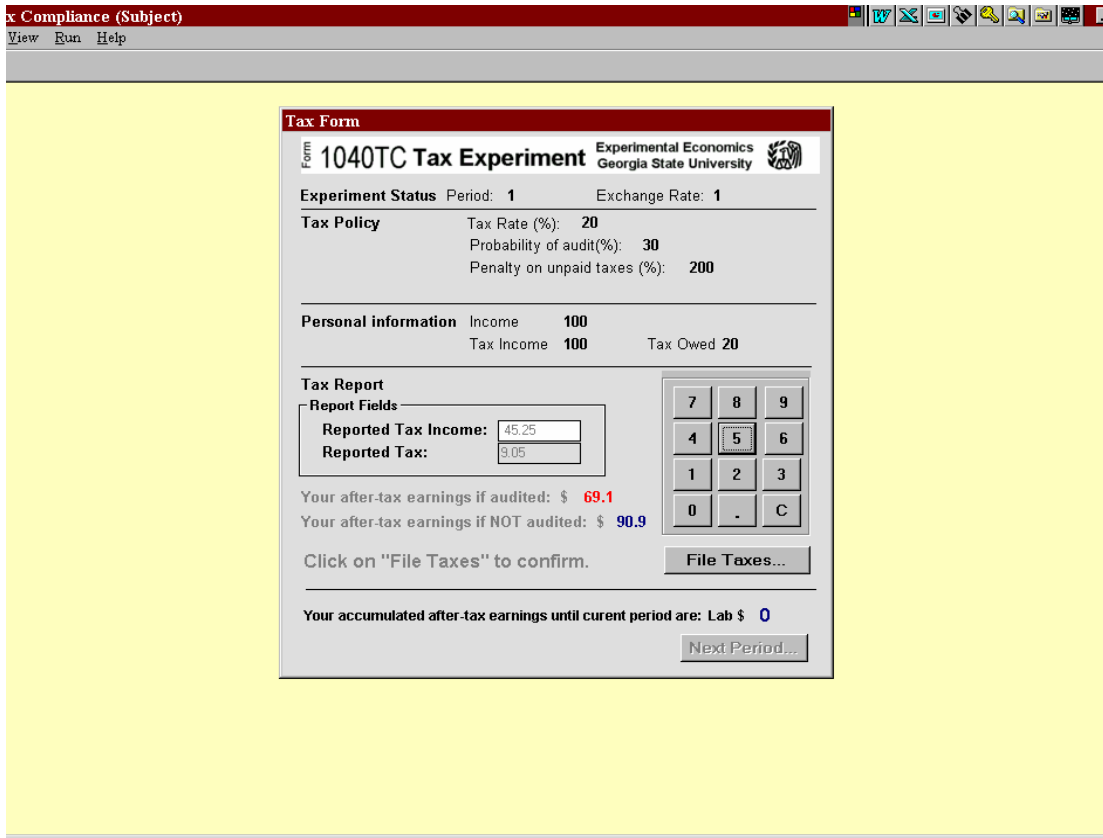 x Compliance (Subject)
View Run Help
Tax Form
Form 1040TC Tax Experiment Experimental Economics
Georgia State University
Experiment Status Period: 1 Exchange Rate: 1
Tax Policy Tax Rate (%): 20
Probability of audit(%): 30
Penalty on unpaid taxes (%): 200
Personal information Income 100
Tax Income 100 Tax Owed 20
Tax Report
Report Fields
Reported Tax Income: 45.25
Reported Tax: 9.05
7 8 9
4 5 6
1 2 3
0 . C
Your after-tax earnings if audited: $ 69.1
Your after-tax earnings if NOT audited: $ 90.9
Click on "File Taxes" to confirm.
File Taxes...
Your accumulated after-tax earnings until curent period are: Lab $ 0
Next Period...